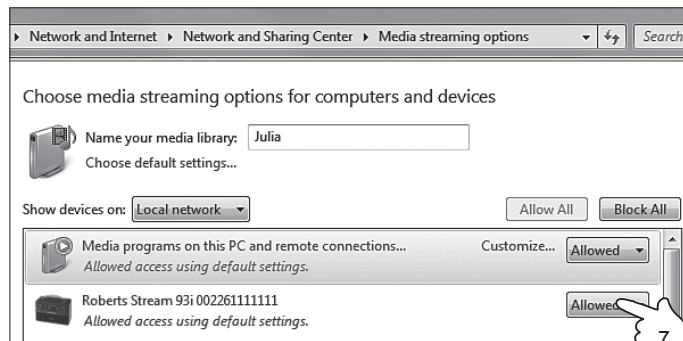 Network and Internet ▸ Network and Sharing Center ▸ Media streaming options Search
Choose media streaming options for computers and devices
Name your media library: Julia
Choose default settings...
Show devices on: Local network Allow All Block All
Media programs on this PC and remote connections... Customize... Allowed
Allowed access using default settings.
Roberts Stream 93i 002261111111 Allowed
Allowed access using default settings.
7